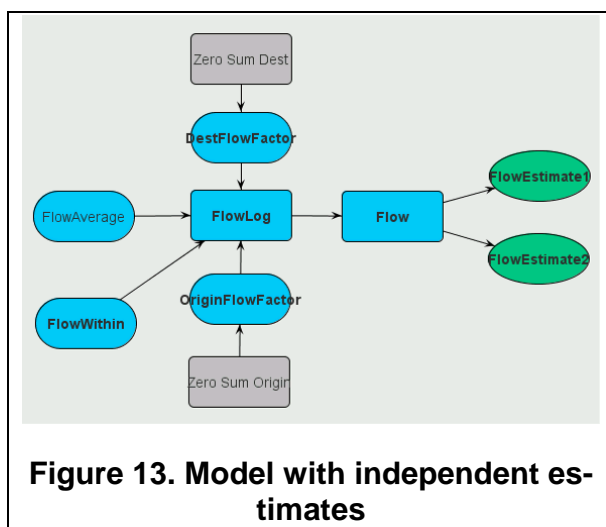 Zero Sum Dest
DestFlowFactor
FlowEstimate1
FlowAverage
FlowLog
Flow
FlowEstimate2
OriginFlowFactor
FlowWithin
Zero Sum Origin
Figure 13. Model with independent es-
timates